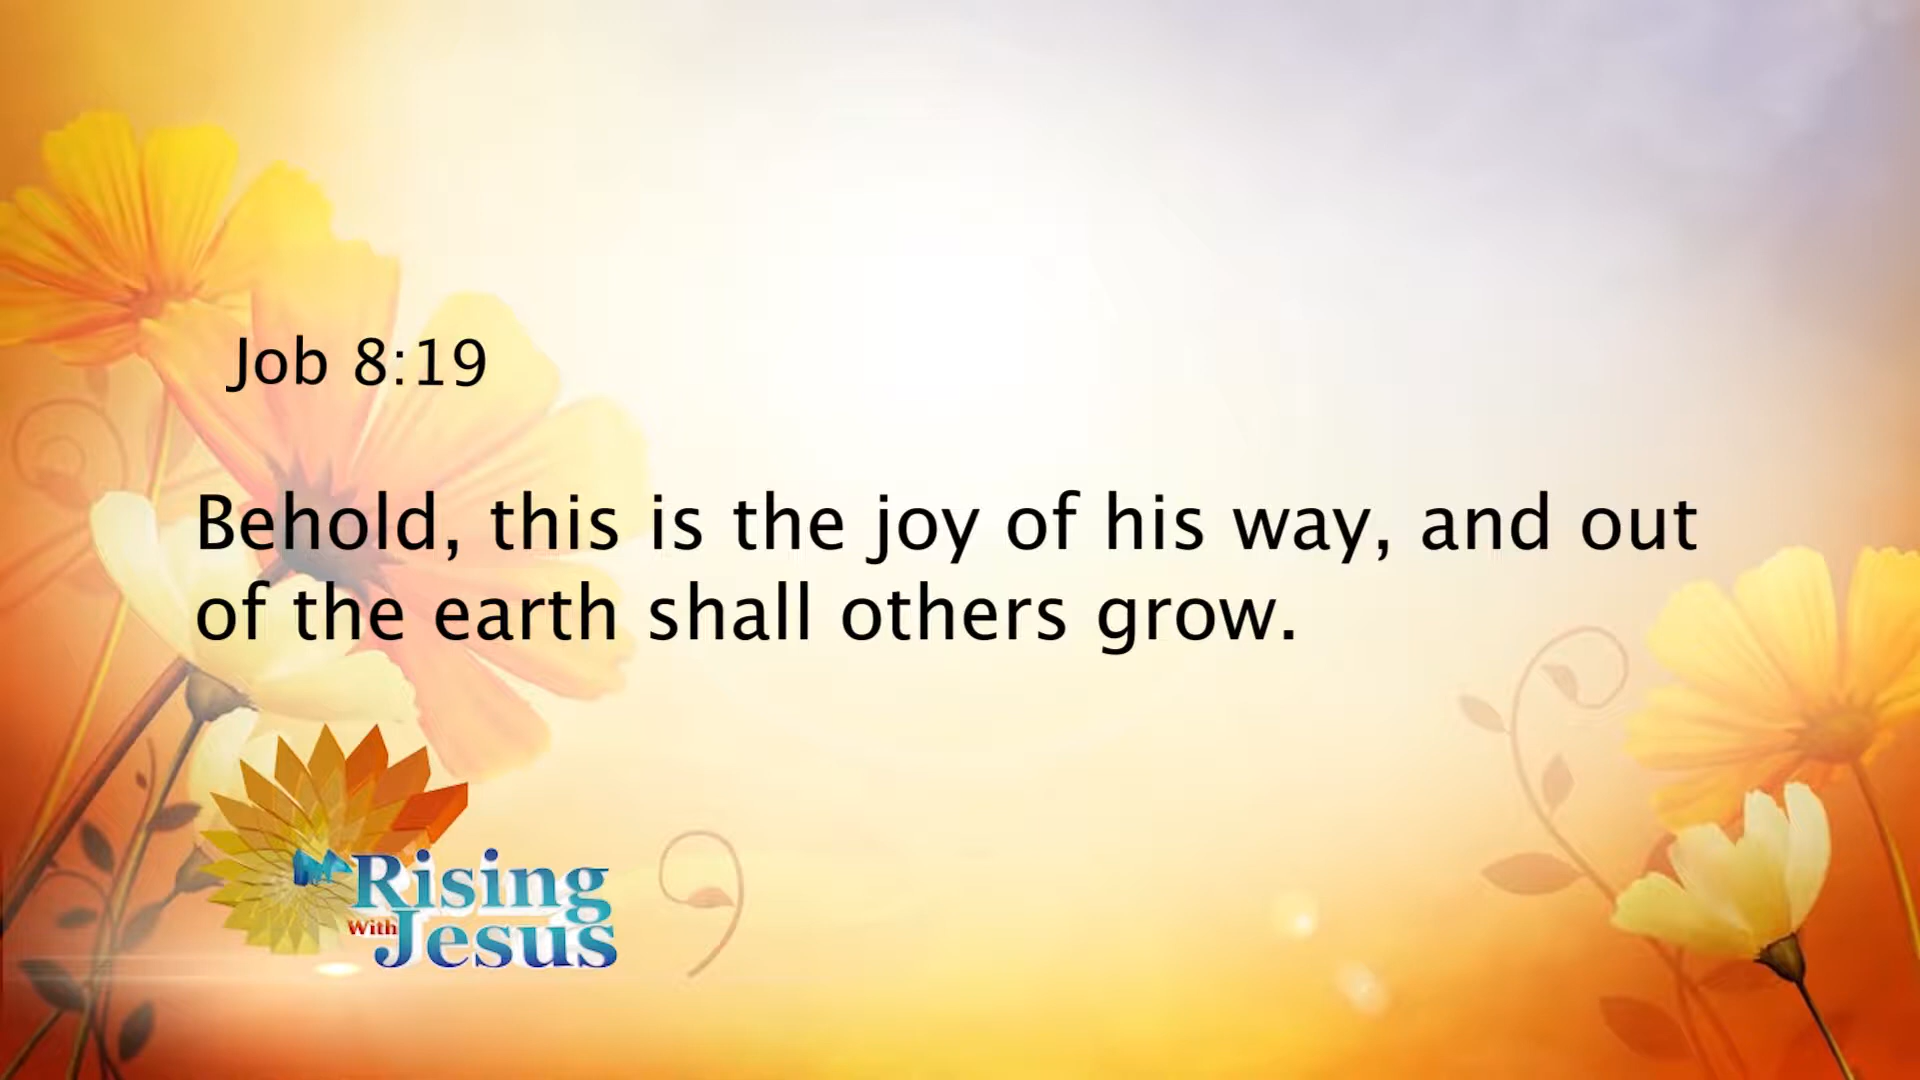 Job 8:19
Behold, this is the joy of his way, and out
of the earth shall others grow.
Rising
With Jesus